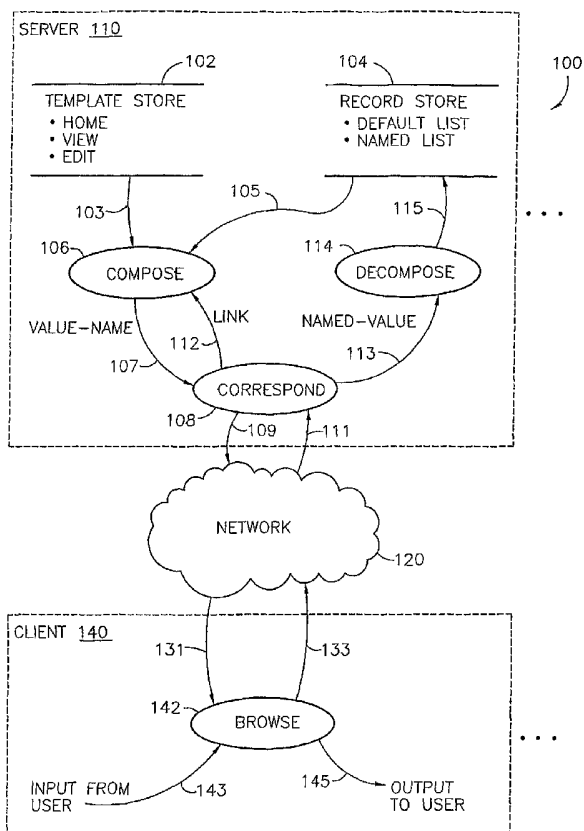 SERVER 110
102
104
100
TEMPLATE STORE
• HOME
• VIEW
• EDIT
RECORD STORE
• DEFAULT LIST
• NAMED LIST
103
105
115
• • •
106
COMPOSE
114
DECOMPOSE
VALUE-NAME
LINK
NAMED-VALUE
107
112
113
CORRESPOND
108
109
111
NETWORK
120
CLIENT 140
131
133
142
BROWSE
• • •
INPUT FROM
USER
143
145
OUTPUT
TO USER